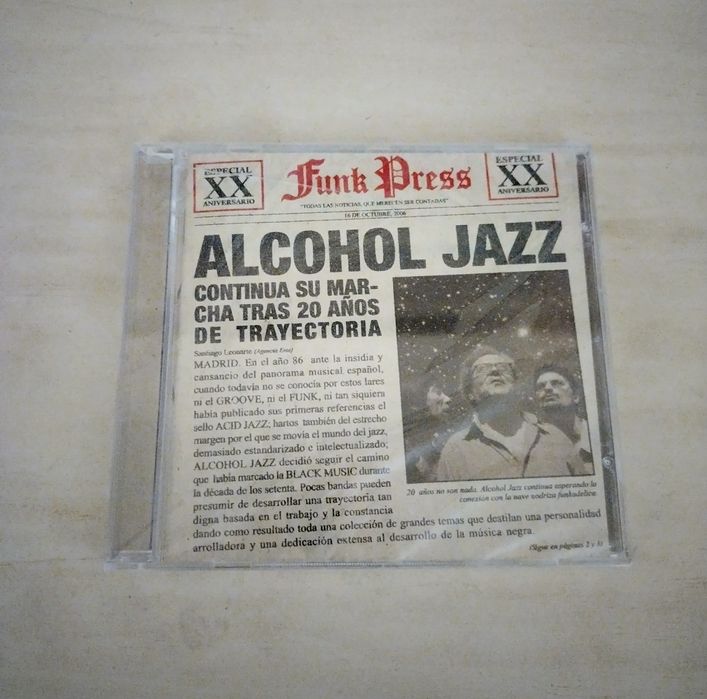 ESPECIAL
XX
ANIVERSARIO
Funk Press
ESPECIAL
XX
ANIVERSARIO
"TODAS LAS NOTICIAS, QUE MERECEN SER CONTADAS"
16 DE OCTUBRE, 2006
ALCOHOL JAZZ
CONTINUA SU MAR-
CHA TRAS 20 AÑOS
DE TRAYECTORIA
Santiago Leonarte (Agencia Ente)
MADRID. En el año 86 ante la insidia y
cansancio del panorama musical español,
cuando todavía no se conocía por estos lares
ni el GROOVE, ni el FUNK, ni tan siquiera
había publicado sus primeras referencias el
sello ACID JAZZ; hartos también del estrecho
margen por el que se movía el mundo del jazz,
demasiado estandarizado e intelectualizado;
ALCOHOL JAZZ decidió seguir el camino
que había marcado la BLACK MUSIC durante
la década de los setenta. Pocas bandas pueden
presumir de desarrollar una trayectoria tan
digna basada en el trabajo y la constancia
dando como resultado toda una colección de grandes temas que destilan una personalidad
arrolladora y una dedicación extensa al desarrollo de la música negra.
20 años no son nada. Alcohol Jazz continua esperando la
conexión con la nave nodriza funkadelica.
(Sigue en páginas 2 y 3)